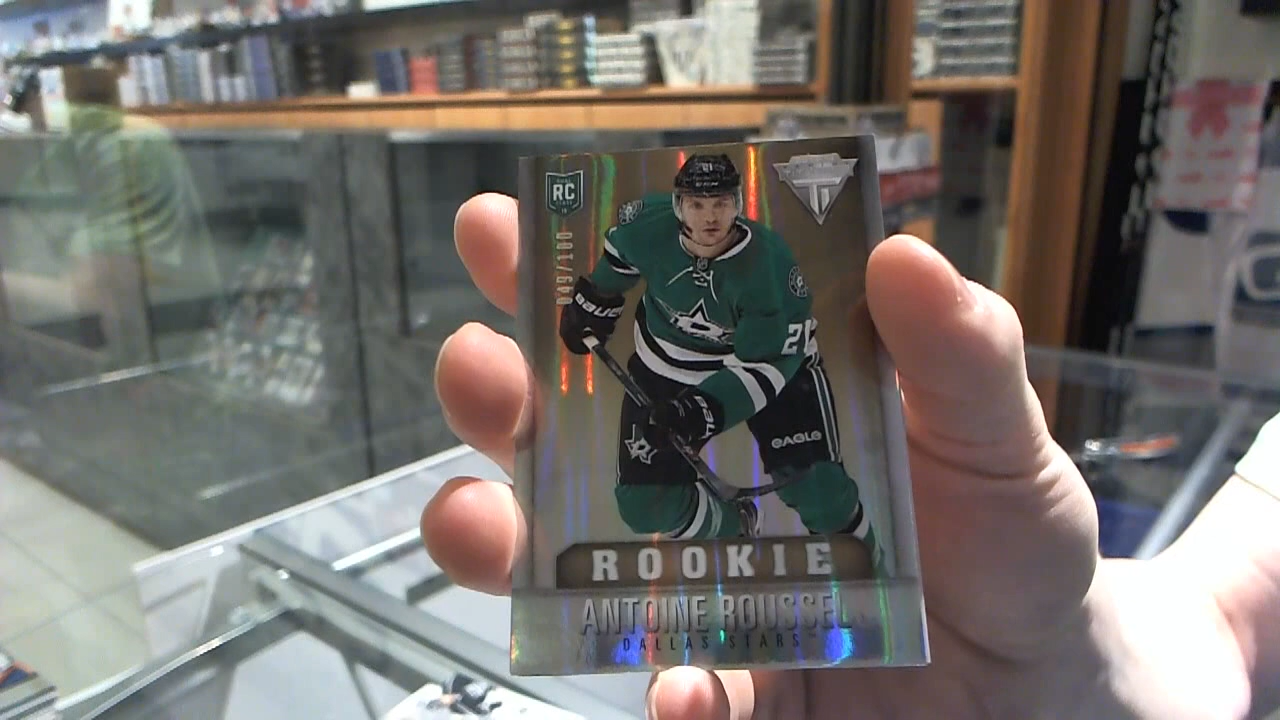 RC
049/100
BAUER
21
eAGLe
ROOKIE
ANTOINE ROUSSEL
DALLAS STARS